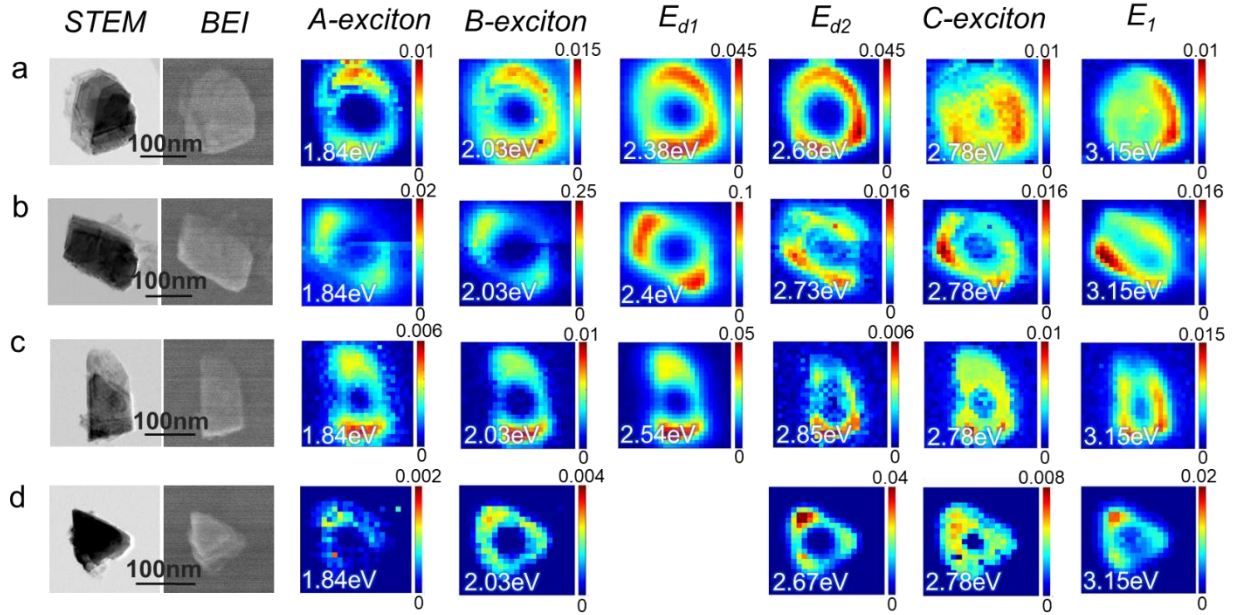 STEM BEI A-exciton B-exciton E_d1 E_d2 C-exciton E_1
a 100nm 0.01 0.015 0.045 0.045 0.01 0.01
1.84eV 2.03eV 2.38eV 2.68eV 2.78eV 3.15eV
0 0 0 0 0 0
b 100nm 0.02 0.25 0.1 0.016 0.016 0.016
1.84eV 2.03eV 2.4eV 2.73eV 2.78eV 3.15eV
0 0 0 0 0 0
c 100nm 0.006 0.01 0.05 0.006 0.01 0.015
1.84eV 2.03eV 2.54eV 2.85eV 2.78eV 3.15eV
0 0 0 0 0 0
d 100nm 0.002 0.004 0.04 0.008 0.02
1.84eV 2.03eV 2.67eV 2.78eV 3.15eV
0 0 0 0 0